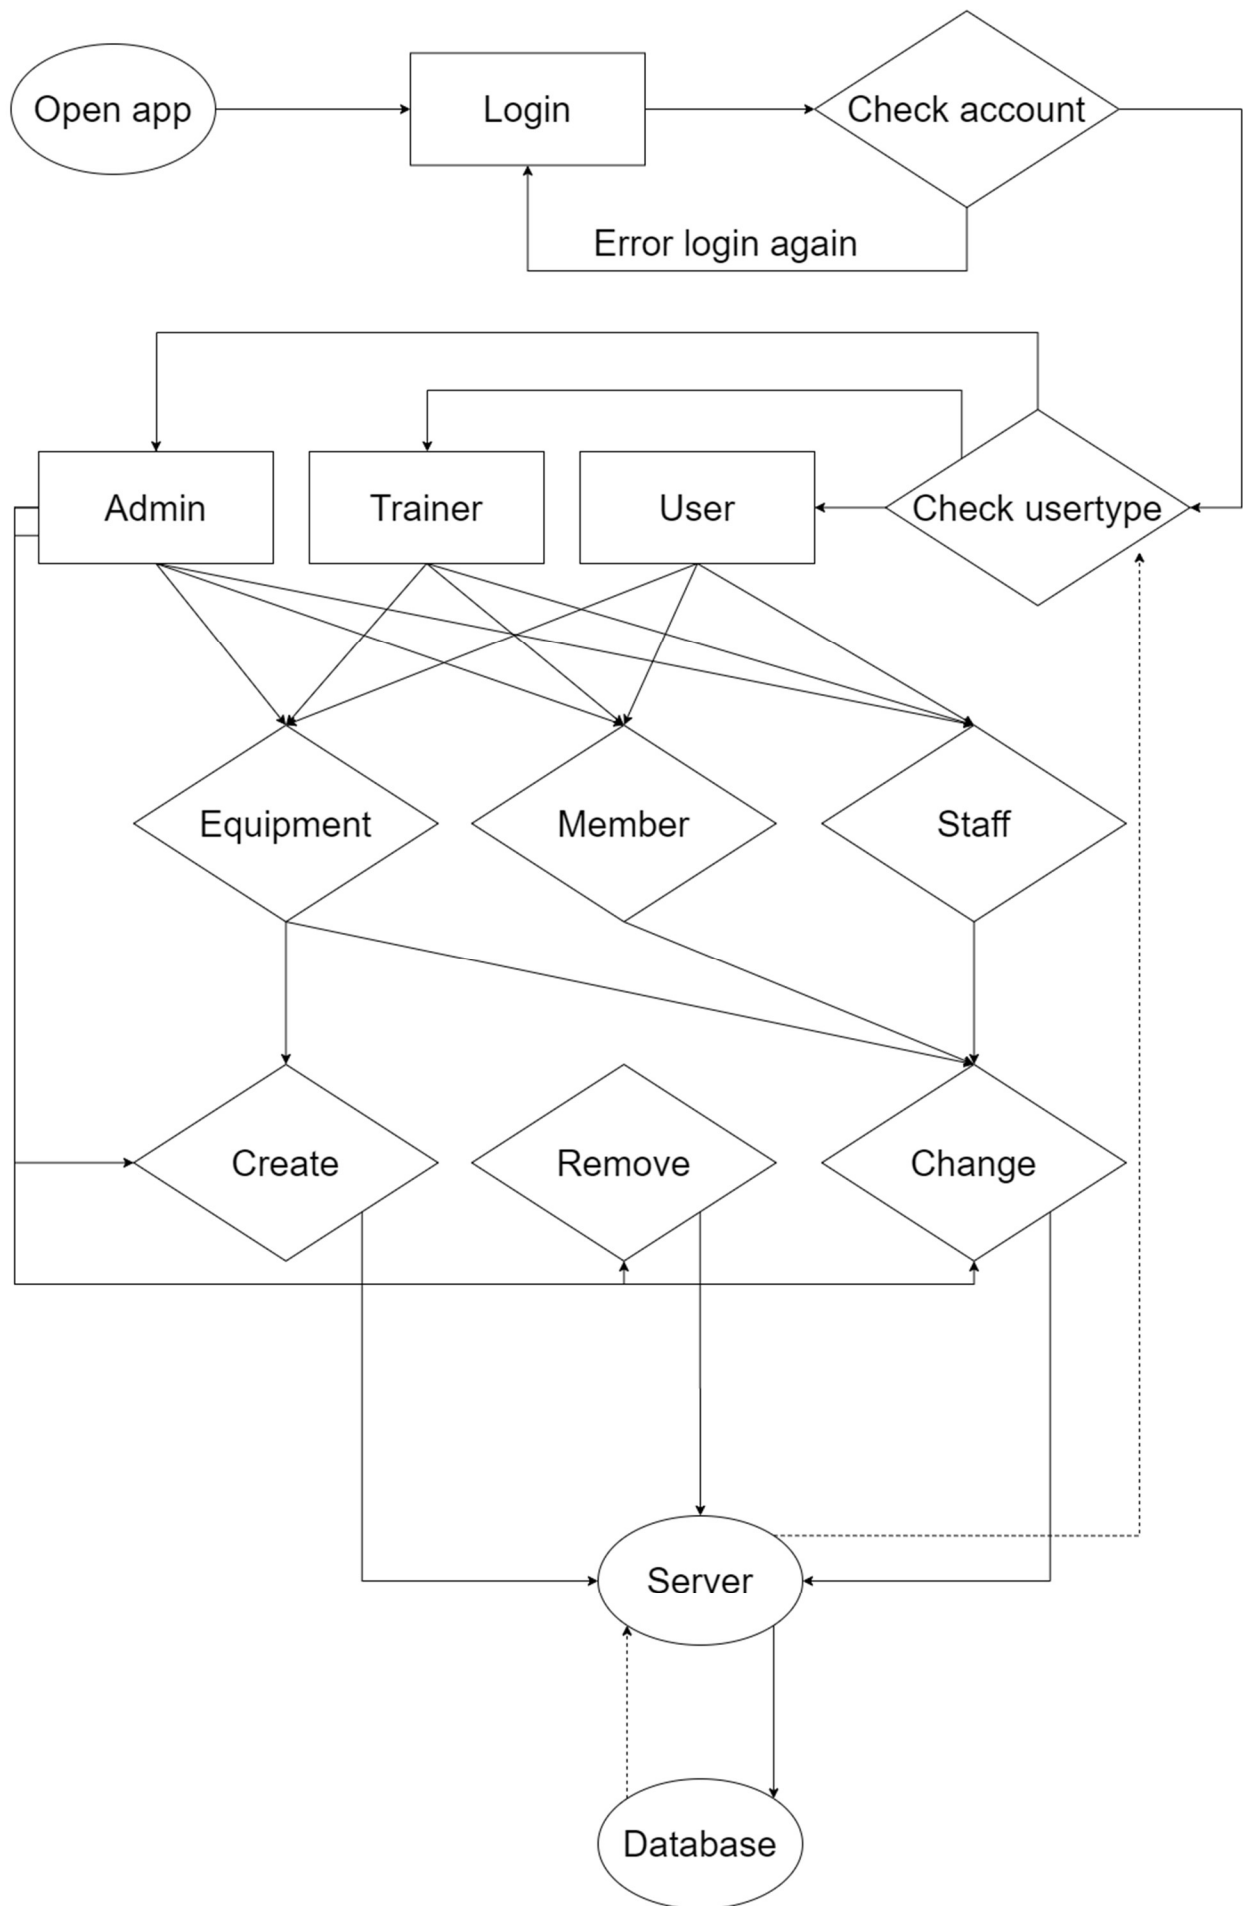 Open app
Login
Check account
Error login again
Admin
Trainer
User
Check usertype
Equipment
Member
Staff
Create
Remove
Change
Server
Database